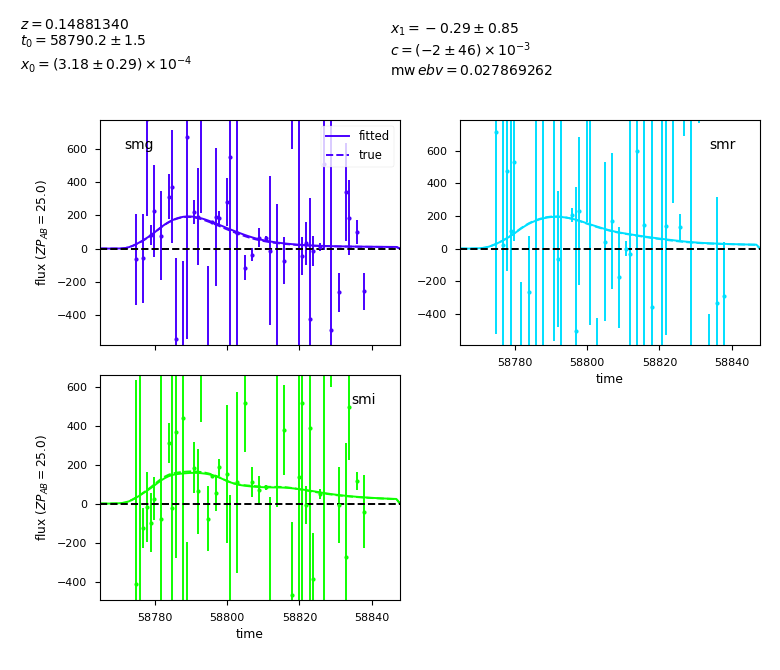 z = 0.14881340
t₀ = 58790.2 ± 1.5
x₀ = (3.18 ± 0.29) × 10⁻⁴
x₁ = −0.29 ± 0.85
c = (−2 ± 46) × 10⁻³
mw ebv = 0.027869262
smg
fitted
true
600
400
200
0
−200
−400
flux (ZP_AB = 25.0)
smr
600
400
200
0
−200
−400
58780 58800 58820 58840
time
smi
600
400
200
0
−200
−400
flux (ZP_AB = 25.0)
58780 58800 58820 58840
time